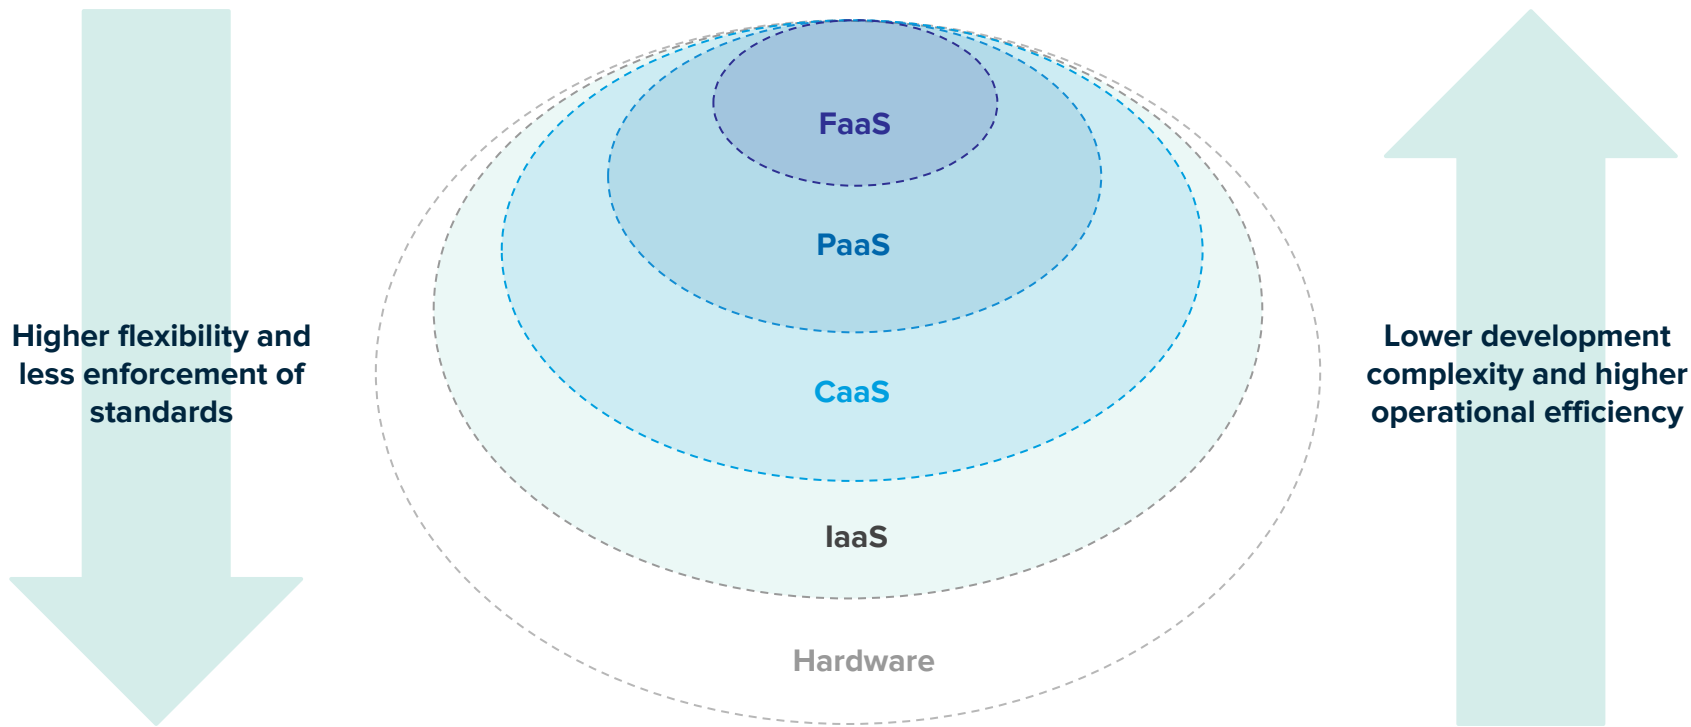 FaaS
PaaS
Higher flexibility and
less enforcement of
standards
Lower development
complexity and higher
operational efficiency
CaaS
IaaS
Hardware